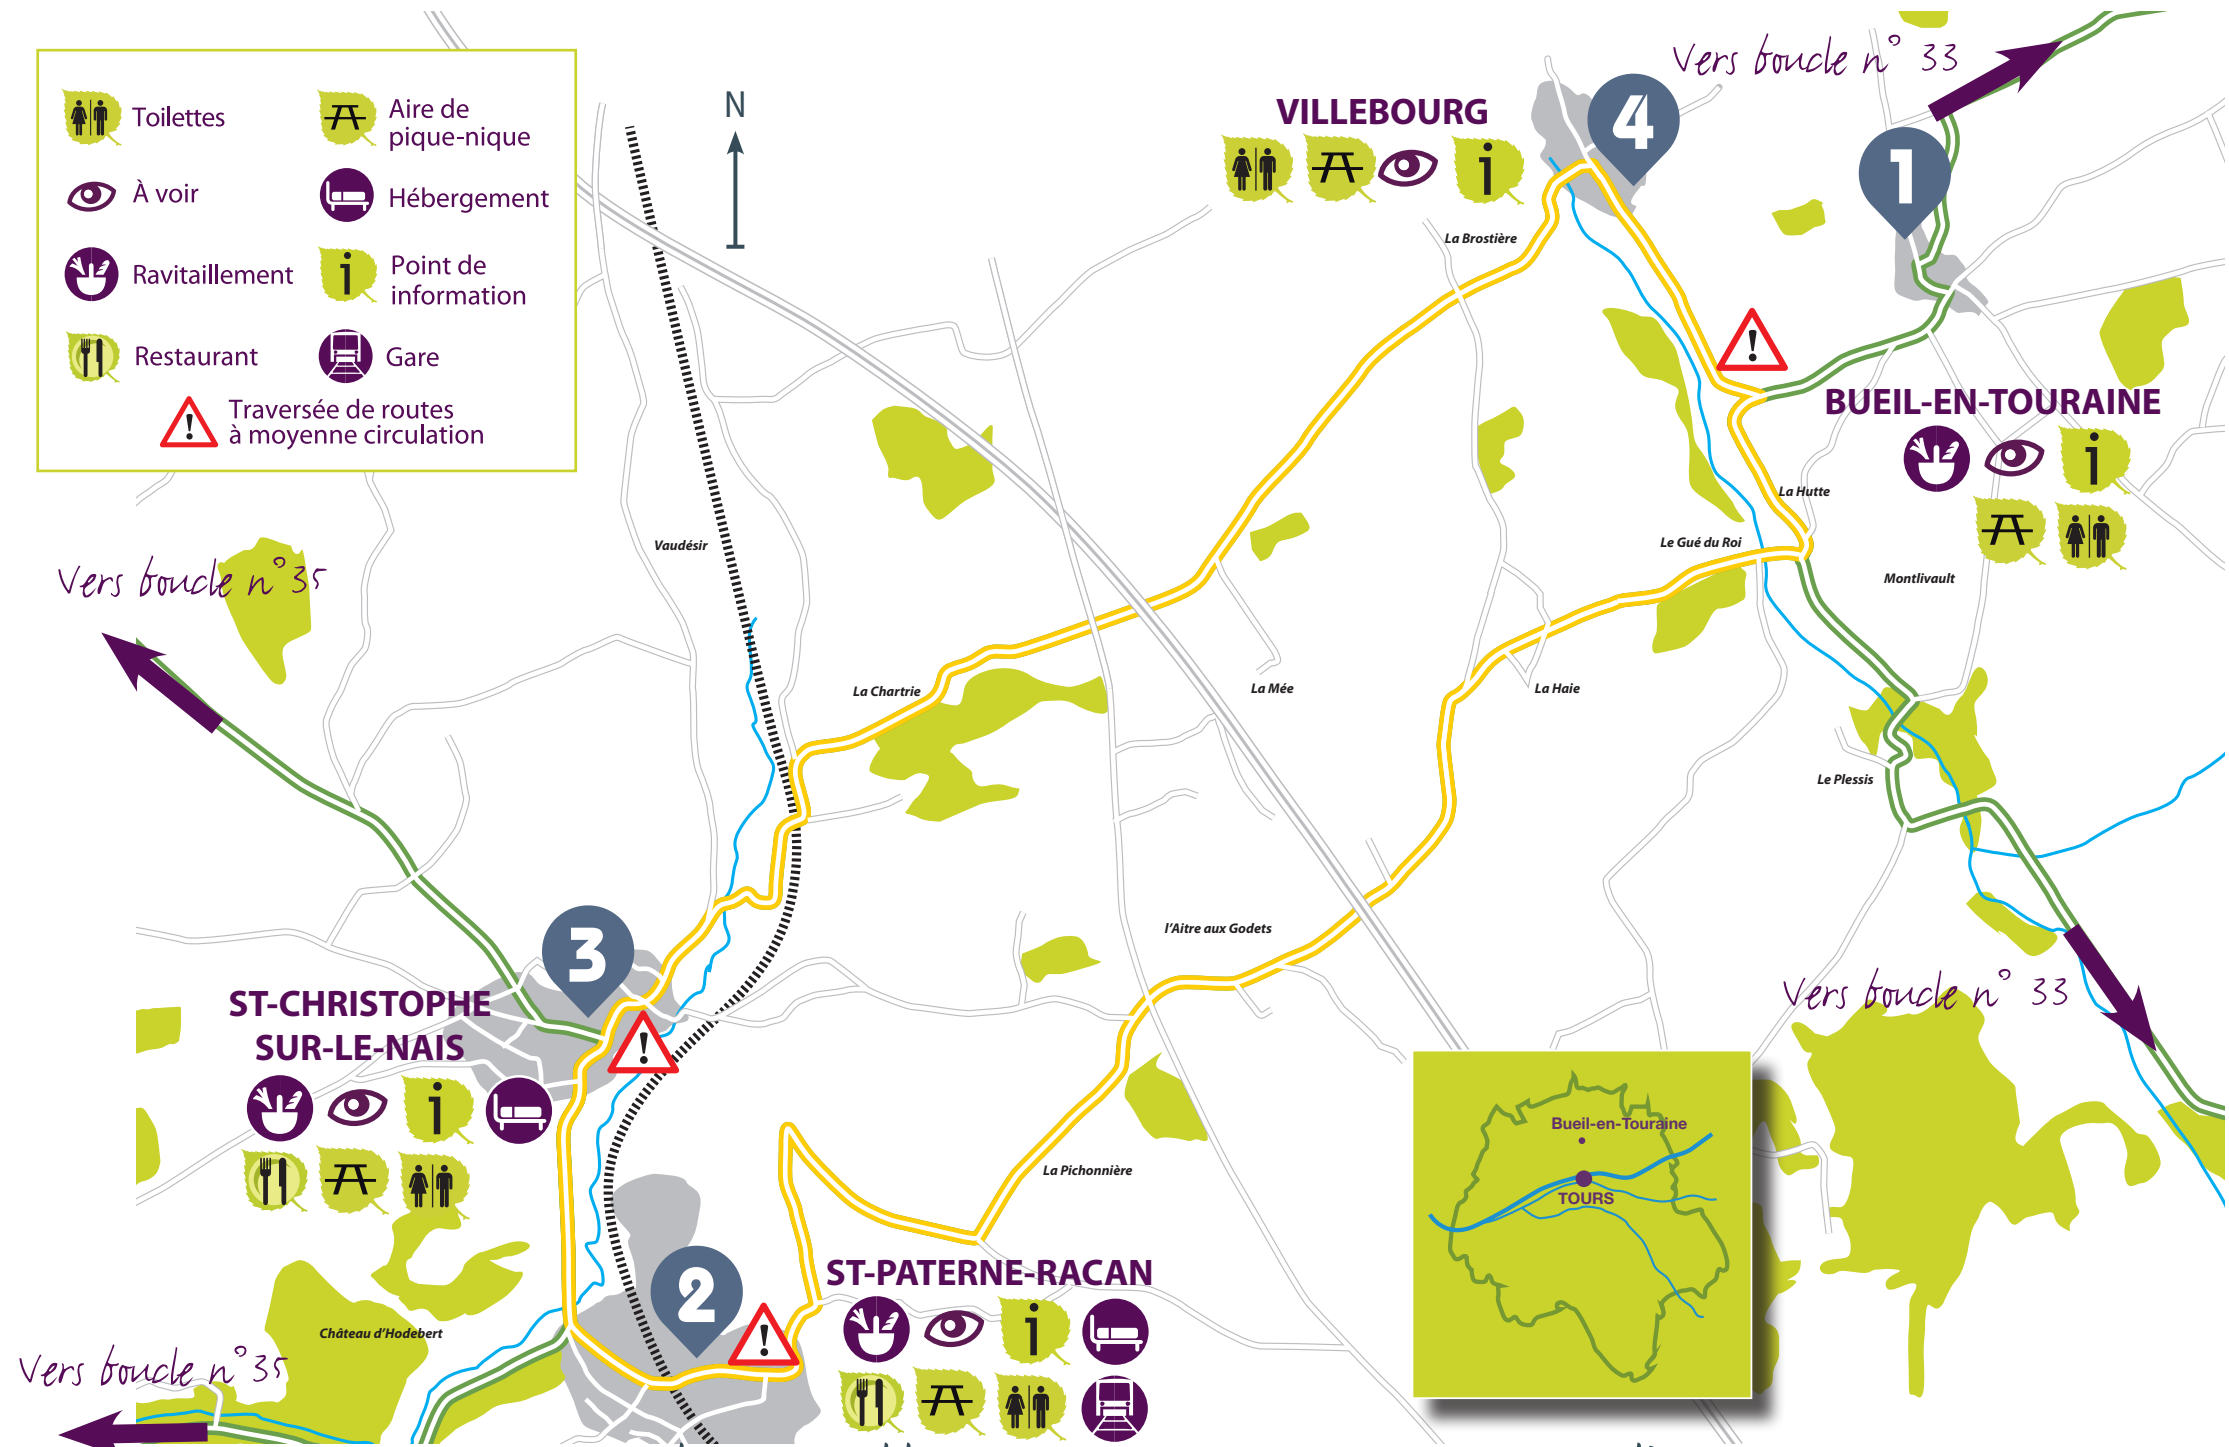 Toilettes
Aire de
pique-nique
À voir
Hébergement
Ravitaillement
Point de
information
Restaurant
Gare
Traversée de routes
à moyenne circulation
N
VILLEBOURG
4
Vers boucle n° 33
1
La Brostière
BUEIL-EN-TOURAINE
La Hutte
Le Gué du Roi
Montlivault
Vaudésir
Vers boucle n° 35
La Chartrie
La Mée
La Haie
Le Plessis
3
l'Aitre aux Godets
ST-CHRISTOPHE
SUR-LE-NAIS
Vers boucle n° 33
La Pichonnière
Bueil-en-Touraine
TOURS
2
ST-PATERNE-RACAN
Château d'Hodebert
Vers boucle n° 35